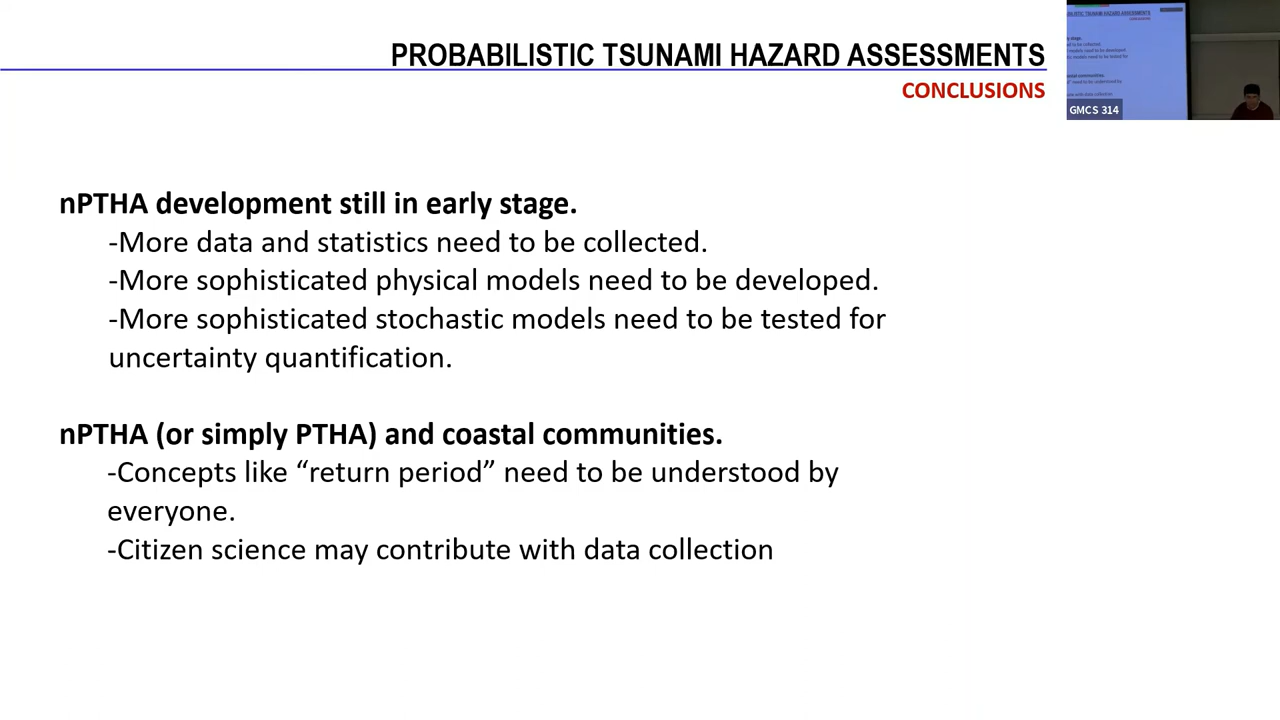 PROBABILISTIC TSUNAMI HAZARD ASSESSMENTS
CONCLUSIONS
GMCS 314
nPTHA development still in early stage.
-More data and statistics need to be collected.
-More sophisticated physical models need to be developed.
-More sophisticated stochastic models need to be tested for
uncertainty quantification.
nPTHA (or simply PTHA) and coastal communities.
-Concepts like “return period” need to be understood by
everyone.
-Citizen science may contribute with data collection